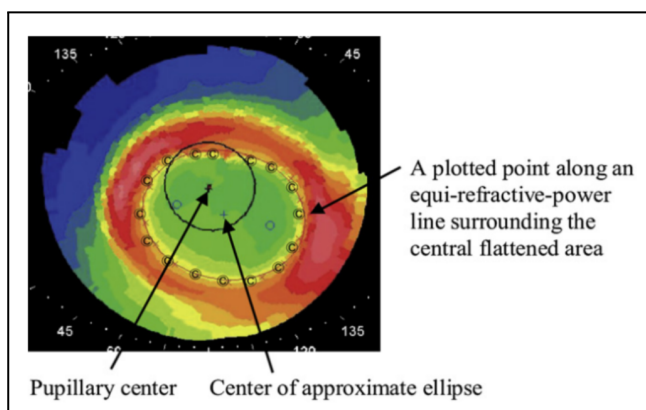 135
45
A plotted point along an
equi-refractive-power
line surrounding the
central flattened area
45
135
Pupillary center
Center of approximate ellipse